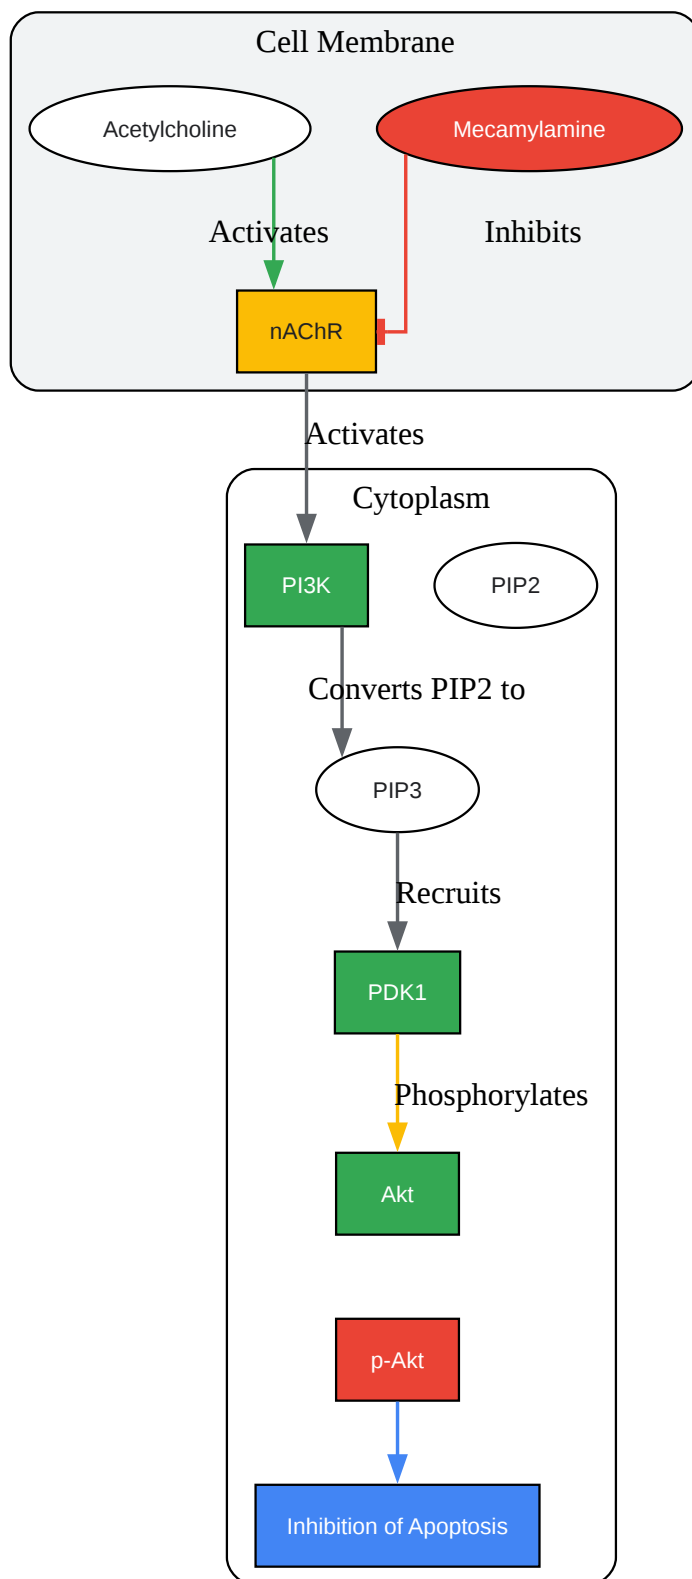 Cell Membrane
Acetylcholine
Mecamylamine
Activates
Inhibits
nAChR
Activates
Cytoplasm
PI3K
PIP2
Converts PIP2 to
PIP3
Recruits
PDK1
Phosphorylates
Akt
p-Akt
Inhibition of Apoptosis